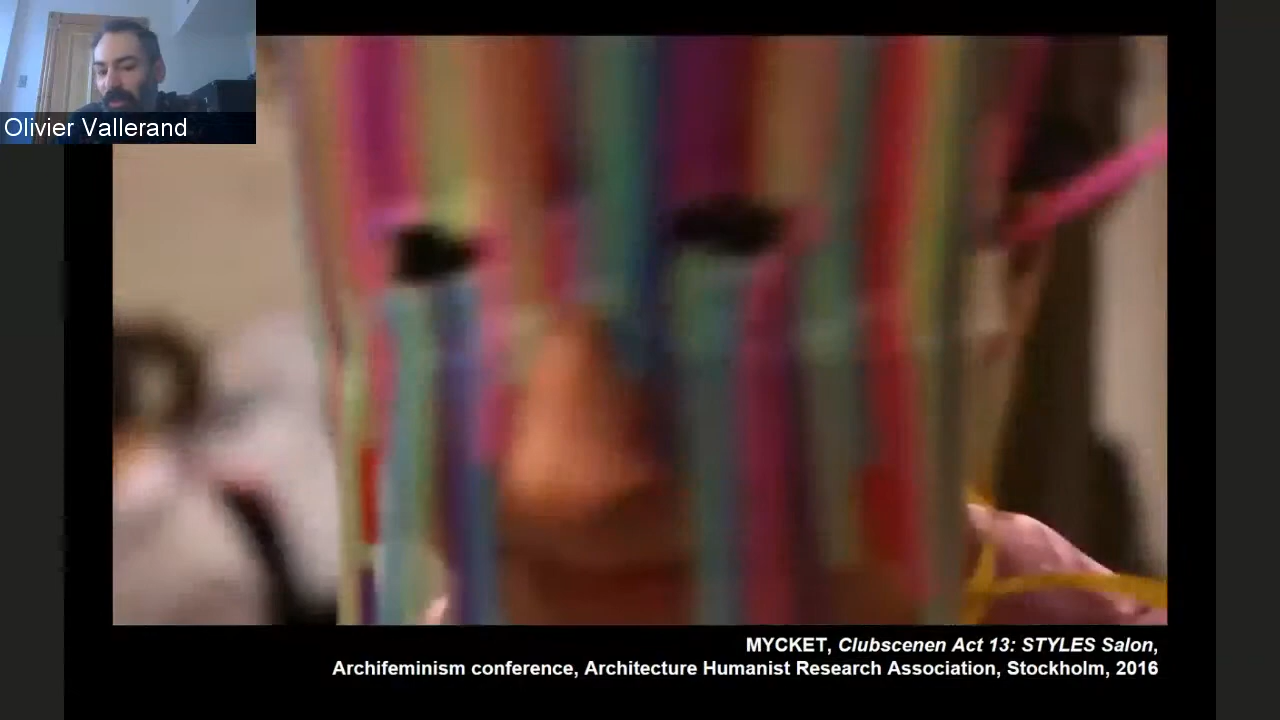 Olivier Vallerand
MYCKET, Clubscenen Act 13: STYLES Salon,
Archifeminism conference, Architecture Humanist Research Association, Stockholm, 2016